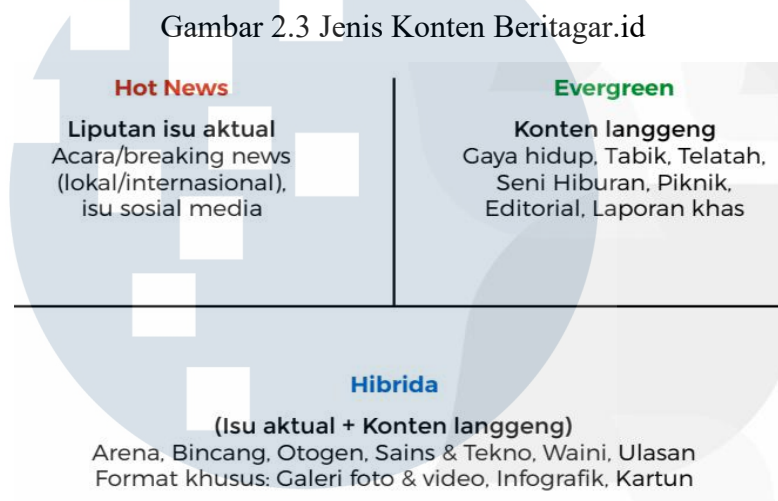 Gambar 2.3 Jenis Konten Beritagar.id
Hot News
Liputan isu aktual
Acara/breaking news
(lokal/internasional),
isu sosial media
Evergreen
Konten langgeng
Gaya hidup, Tabik, Telatah,
Seni Hiburan, Piknik,
Editorial, Laporan khas
Hibrida
(Isu aktual + Konten langgeng)
Arena, Bincang, Otogen, Sains & Tekno, Waini, Ulasan
Format khusus: Galeri foto & video, Infografik, Kartun